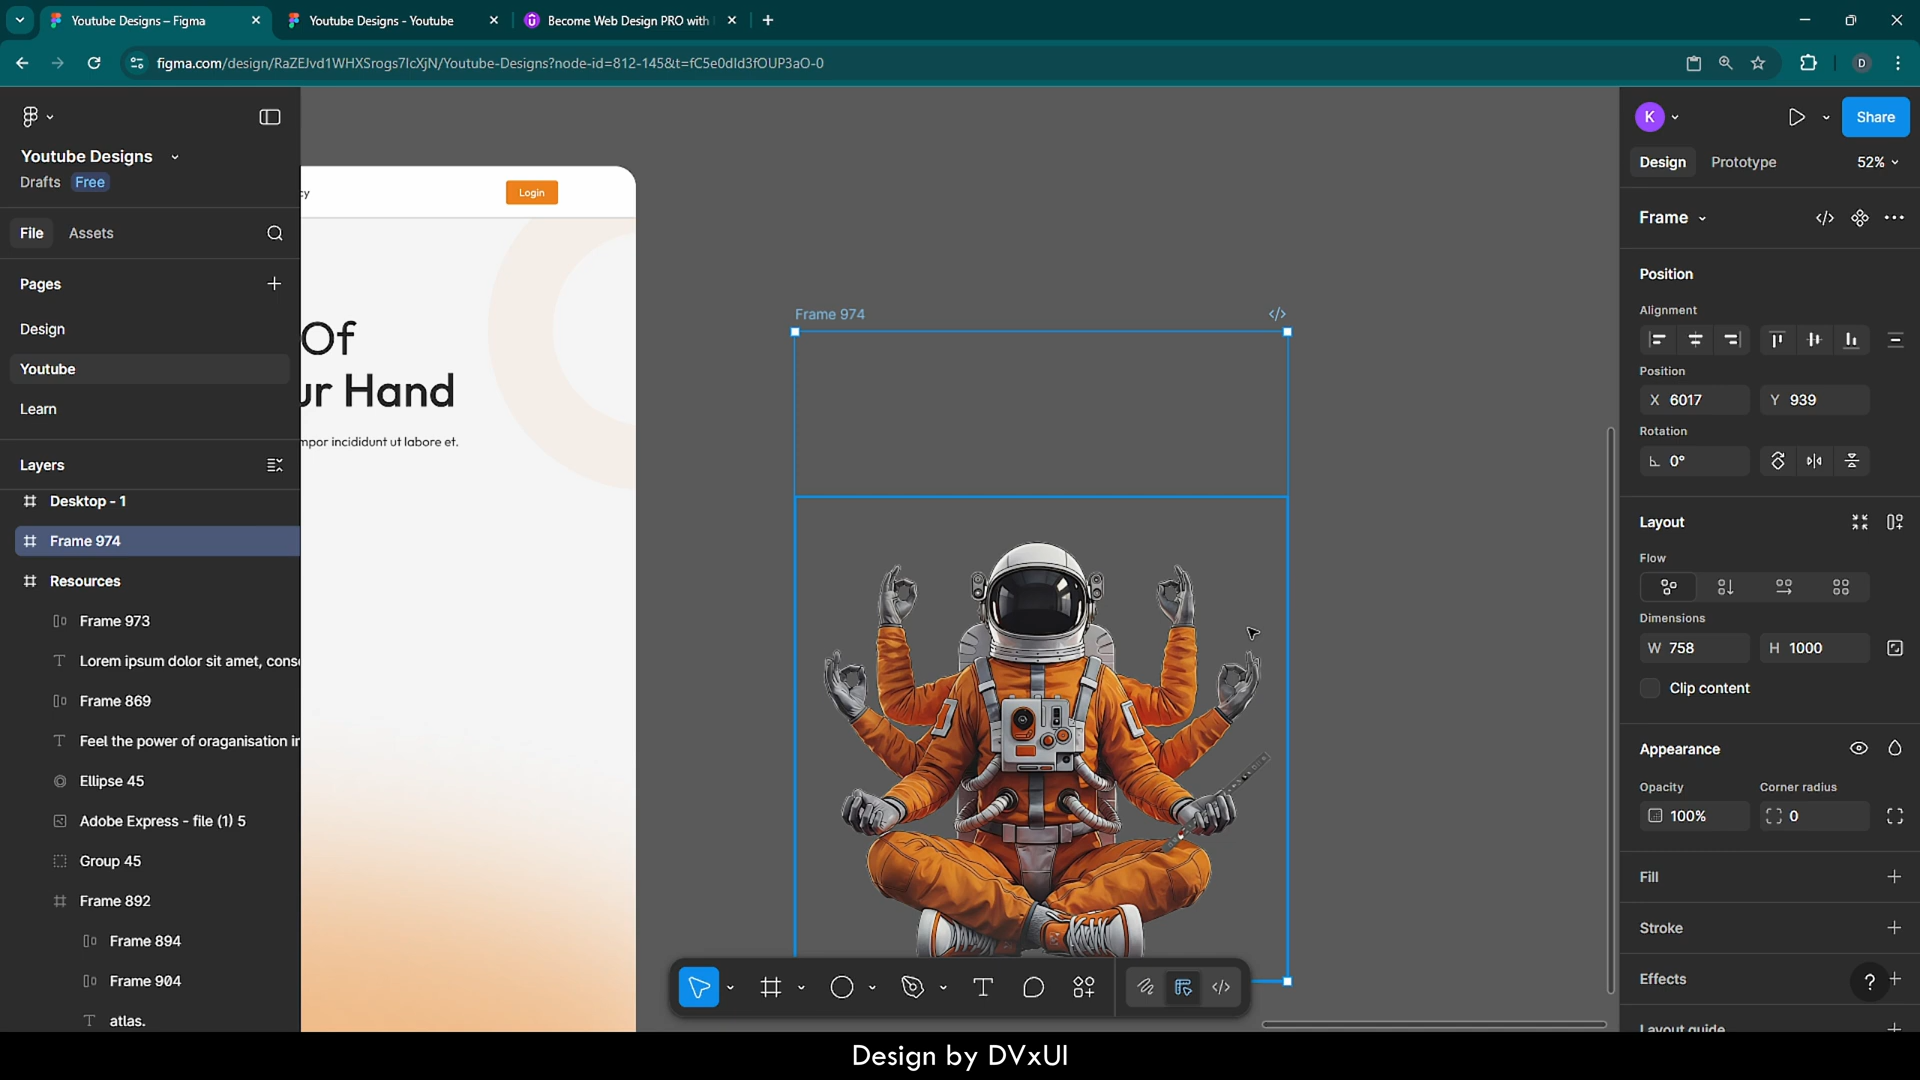 Youtube Designs – Figma
Youtube Designs - Youtube
Become Web Design PRO with
figma.com/design/RaZEJvd1WHXSrogs7IcXjN/Youtube-Designs?node-id=812-145&t=fC5e0dId3fOUP3aO-0
D
Youtube Designs
Drafts Free
File Assets
Pages
Design
Youtube
Learn
Layers
Desktop - 1
Frame 974
Resources
Frame 973
Lorem ipsum dolor sit amet, cons
Frame 869
Feel the power of oraganisation in
Ellipse 45
Adobe Express - file (1) 5
Group 45
Frame 892
Frame 894
Frame 904
atlas.
cy
Login
Of
ur Hand
mpor incididunt ut labore et.
Frame 974
K
Share
Design Prototype 52%
Frame
Position
Alignment
Position
X 6017 Y 939
Rotation
0°
Layout
Flow
Dimensions
W 758 H 1000
Clip content
Appearance
Opacity Corner radius
100% 0
Fill
Stroke
Effects
?
Layout guide
Design by DVxUI